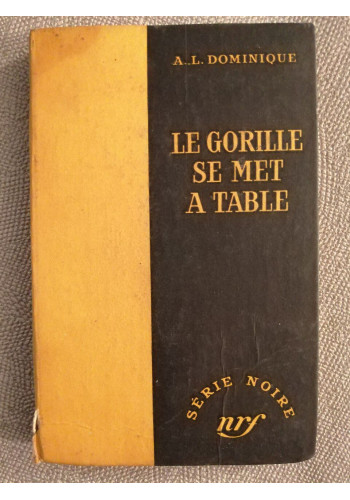 A. L. DOMINIQUE
LE GORILLE
SE MET
A TABLE
SÉRIE NOIRE
nrf